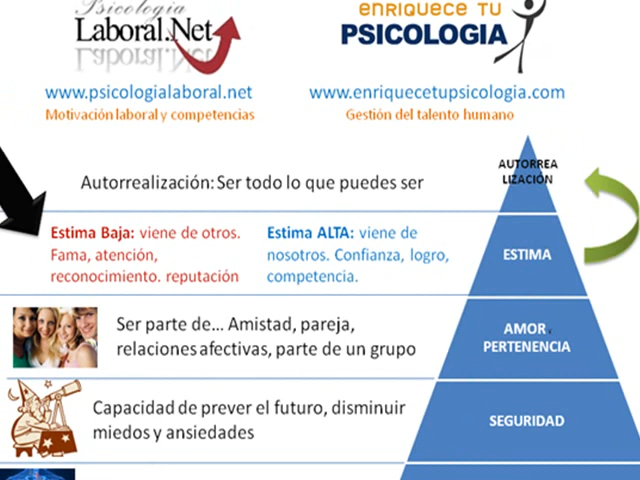 Psicología
Laboral.Net
ENRIQUECE TU
PSICOLOGIA
www.psicologialaboral.net
www.enriquecetupsicologia.com
Motivación laboral y competencias
Gestión del talento humano
Autorrealización: Ser todo lo que puedes ser
AUTORREA
LIZACIÓN
Estima Baja: viene de otros.
Fama, atención,
reconocimiento. reputación
Estima ALTA: viene de
nosotros. Confianza, logro,
competencia.
ESTIMA
Ser parte de... Amistad, pareja,
relaciones afectivas, parte de un grupo
AMOR
PERTENENCIA
Capacidad de prever el futuro, disminuir
miedos y ansiedades
SEGURIDAD